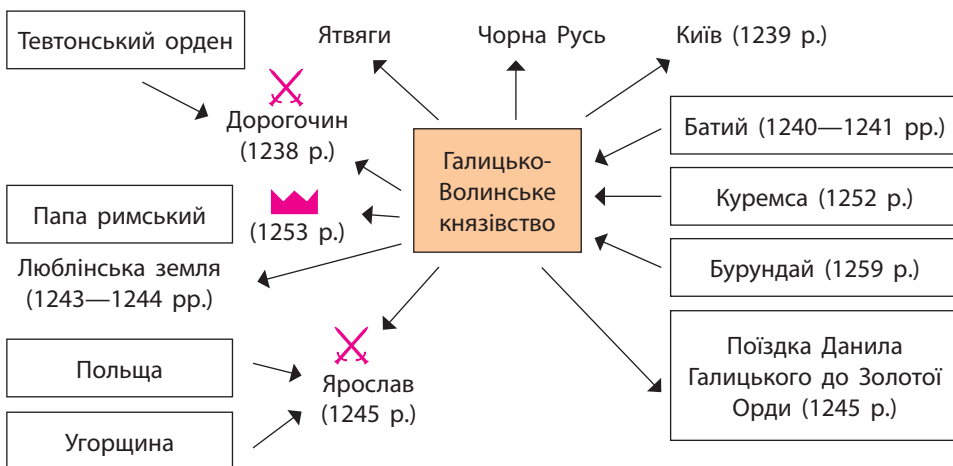 Тевтонський орден
Ятвяги
Чорна Русь
Київ (1239 р.)
Дорогочин
(1238 р.)
Батий (1240—1241 рр.)
Галицько-
Волинське
князівство
Папа римський
(1253 р.)
Куремса (1252 р.)
Люблінська земля
(1243—1244 рр.)
Бурундай (1259 р.)
Польща
Ярослав
(1245 р.)
Угорщина
Поїздка Данила
Галицького до Золотої
Орди (1245 р.)